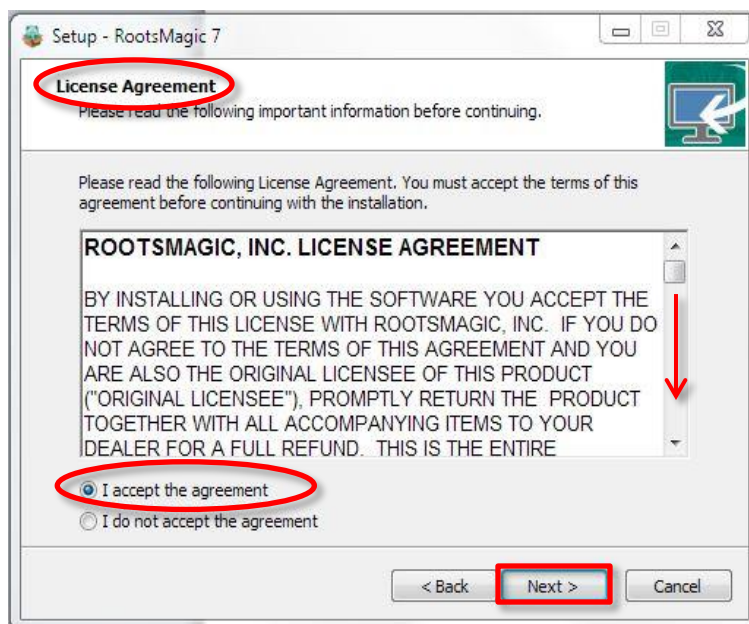 Setup - RootsMagic 7
License Agreement
Please read the following important information before continuing.
Please read the following License Agreement. You must accept the terms of this
agreement before continuing with the installation.
ROOTSMAGIC, INC. LICENSE AGREEMENT
BY INSTALLING OR USING THE SOFTWARE YOU ACCEPT THE
TERMS OF THIS LICENSE WITH ROOTSMAGIC, INC. IF YOU DO
NOT AGREE TO THE TERMS OF THIS AGREEMENT AND YOU
ARE ALSO THE ORIGINAL LICENSEE OF THIS PRODUCT
("ORIGINAL LICENSEE"), PROMPTLY RETURN THE PRODUCT
TOGETHER WITH ALL ACCOMPANYING ITEMS TO YOUR
DEALER FOR A FULL REFUND. THIS IS THE ENTIRE
I accept the agreement
I do not accept the agreement
< Back Next > Cancel